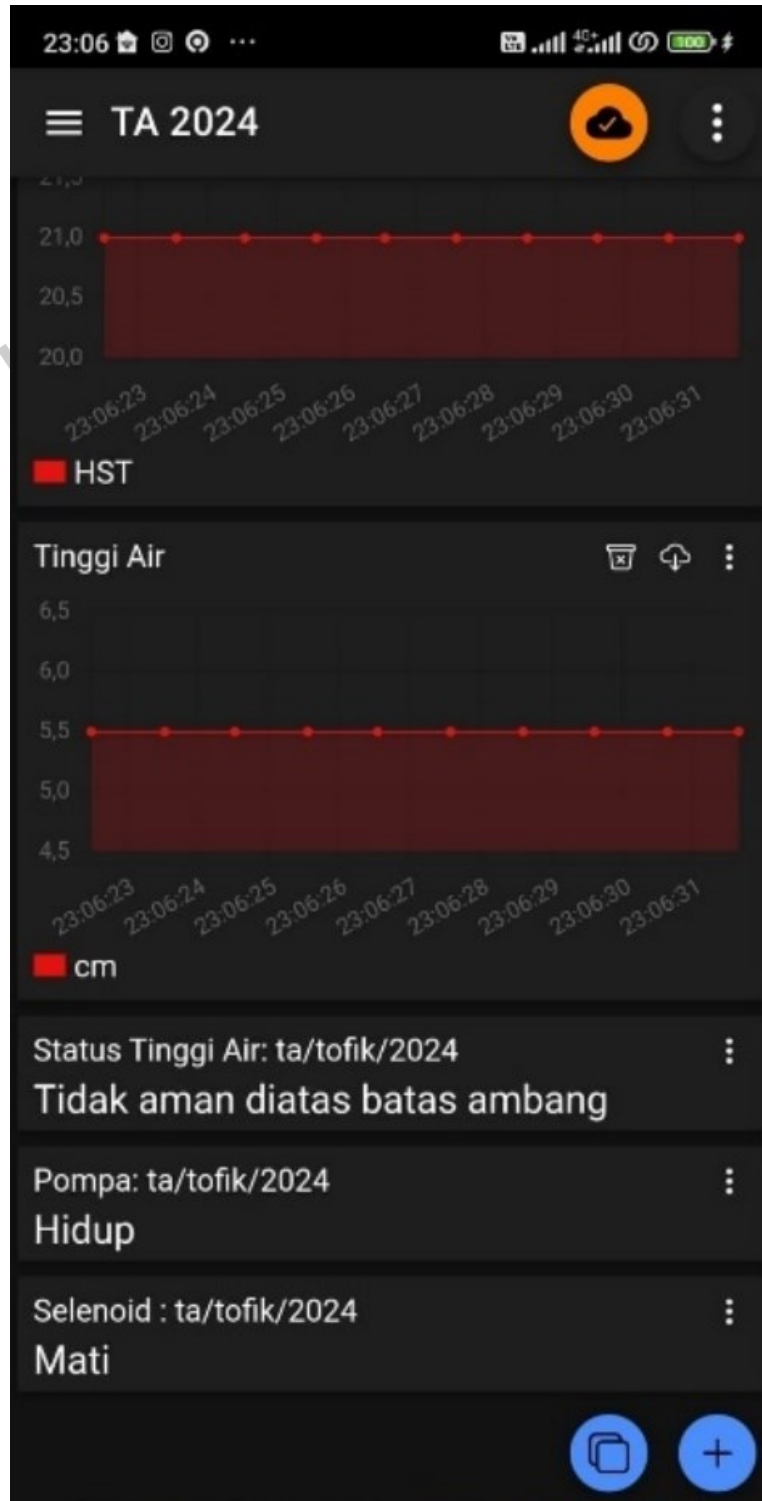 23:06
4G+
100
TA 2024
21,5
21,0
20,5
20,0
23:06:23 23:06:24 23:06:25 23:06:26 23:06:27 23:06:28 23:06:29 23:06:30 23:06:31
HST
Tinggi Air
6,5
6,0
5,5
5,0
4,5
23:06:23 23:06:24 23:06:25 23:06:26 23:06:27 23:06:28 23:06:29 23:06:30 23:06:31
cm
Status Tinggi Air: ta/tofik/2024
Tidak aman diatas batas ambang
Pompa: ta/tofik/2024
Hidup
Selenoid : ta/tofik/2024
Mati